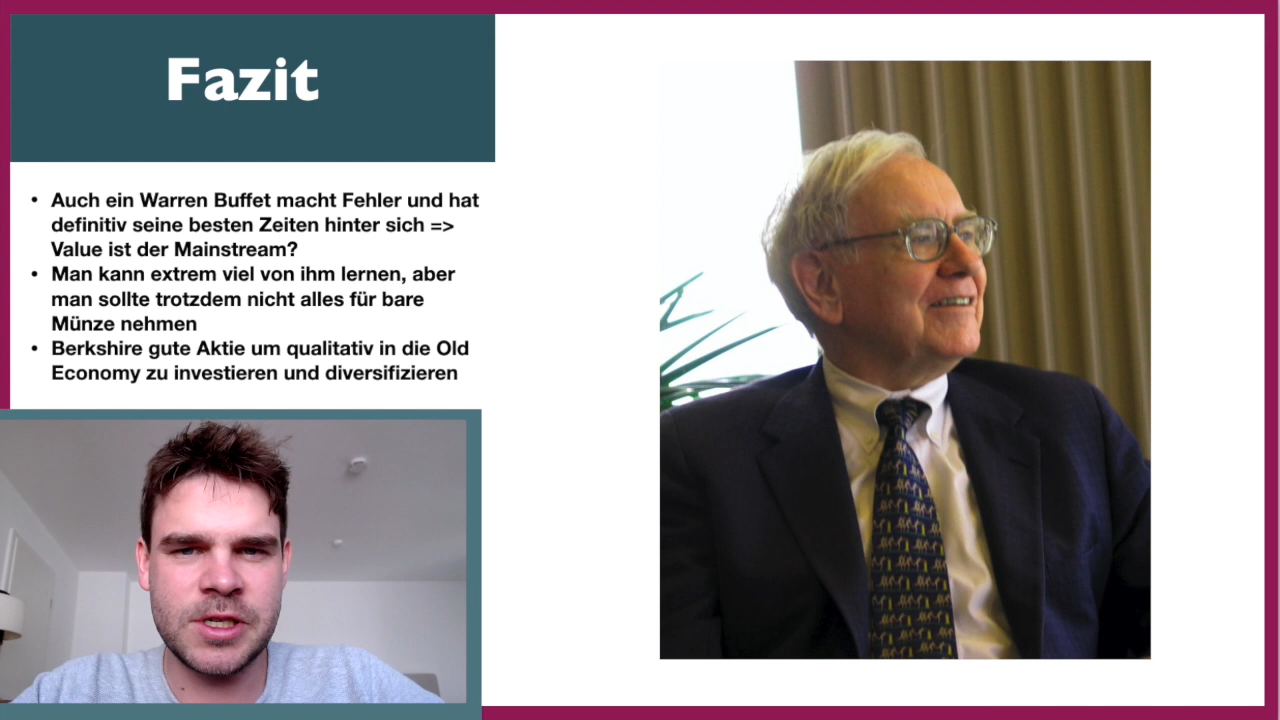 Fazit
• Auch ein Warren Buffet macht Fehler und hat
definitiv seine besten Zeiten hinter sich =>
Value ist der Mainstream?
• Man kann extrem viel von ihm lernen, aber
man sollte trotzdem nicht alles für bare
Münze nehmen
• Berkshire gute Aktie um qualitativ in die Old
Economy zu investieren und diversifizieren